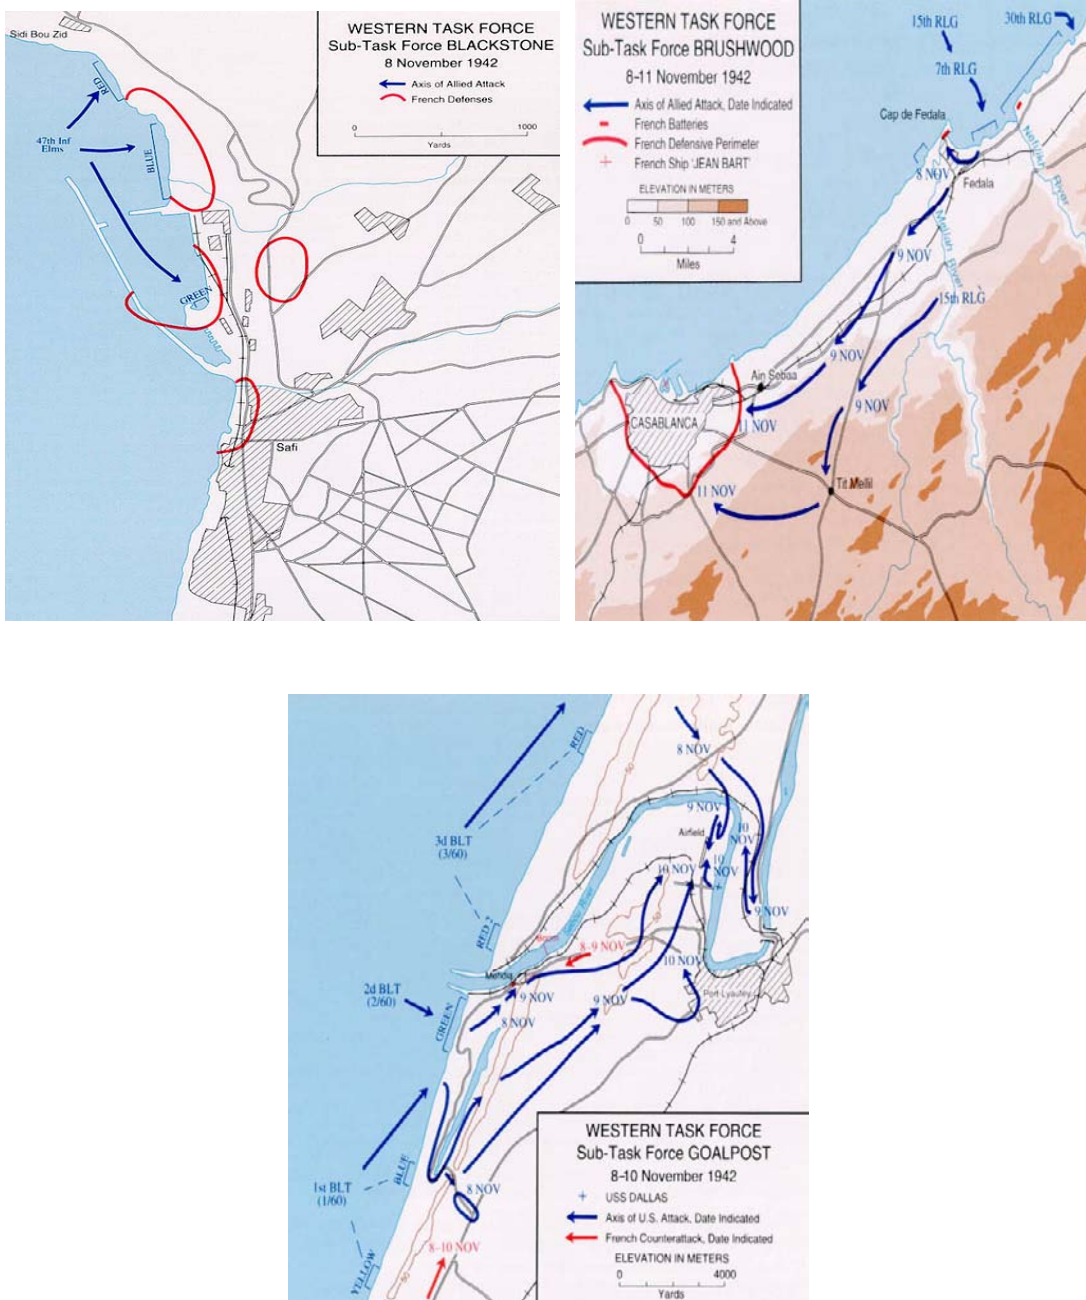 WESTERN TASK FORCE
Sub-Task Force BLACKSTONE
8 November 1942
Axis of Allied Attack
French Defenses
0 1000
Yards
Sidi Bou Zid
RED
47th Inf
Elms
BLUE
GREEN
Safi
WESTERN TASK FORCE
Sub-Task Force BRUSHWOOD
8-11 November 1942
Axis of Allied Attack, Date Indicated
French Batteries
French Defensive Perimeter
French Ship 'JEAN BART'
ELEVATION IN METERS
0 50 100 150 and Above
0 4
Miles
15th RLG
30th RLG
7th RLG
Cap de Fedala
8 NOV
Fedala
Nefifikh River
Mellah River
9 NOV
15th RLG
9 NOV
Ain Sebaa
9 NOV
11 NOV
CASABLANCA
11 NOV
Tit Mellil
8 NOV
RED
50
9 NOV
Airfield
10
NOV
3d BLT
(3/60)
10 NOV
10
NOV
50
9 NOV
RED 2
8-9 NOV
Mehdia
10 NOV
2d BLT
(2/60)
9 NOV
9 NOV
Port-Lyautey
GREEN
8 NOV
BLUE
1st BLT
(1/60)
8 NOV
8-10 NOV
YELLOW
50
WESTERN TASK FORCE
Sub-Task Force GOALPOST
8-10 November 1942
USS DALLAS
Axis of U.S. Attack, Date Indicated
French Counterattack, Date Indicated
ELEVATION IN METERS
0 4000
Yards